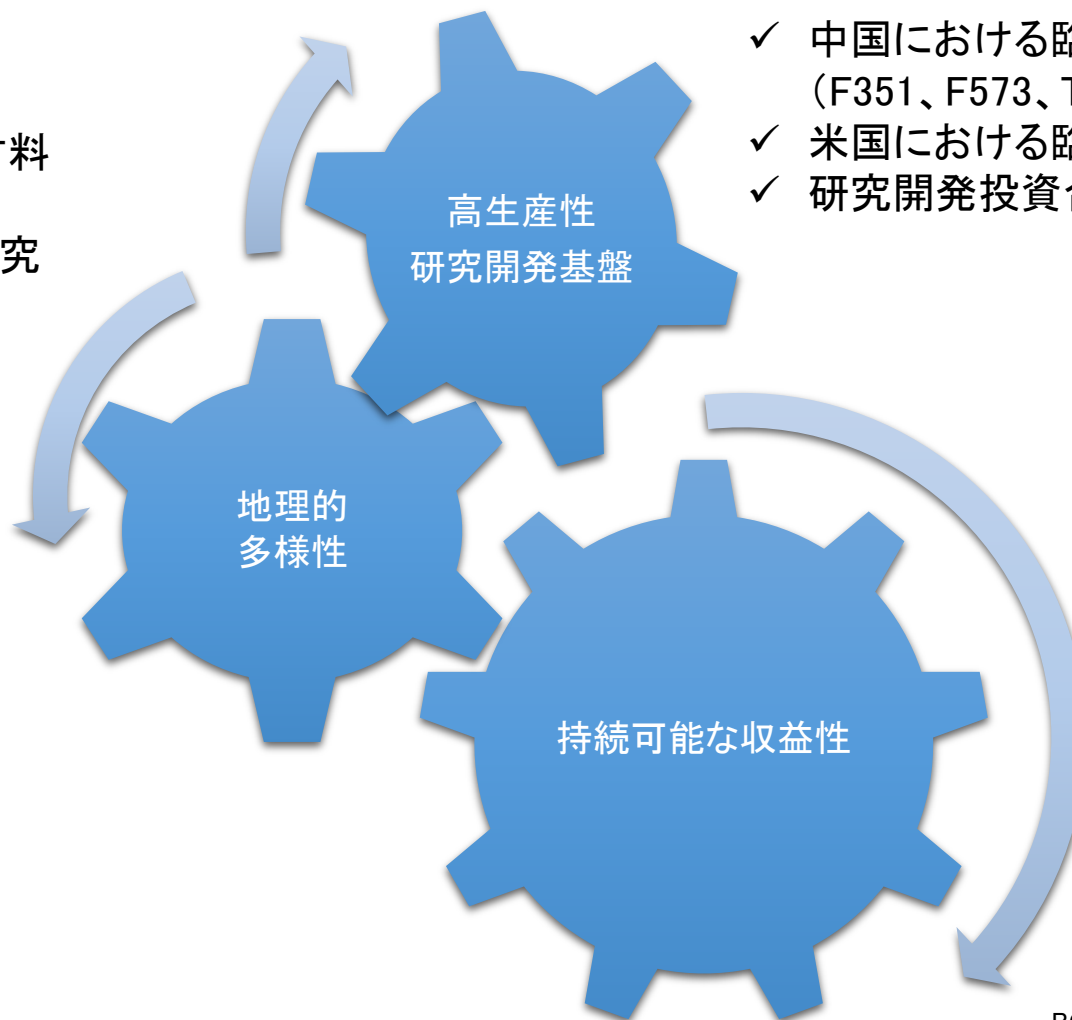 ✓ 中国における臨
(F351、F573、T
✓ 米国における臨
✓ 研究開発投資
料
究
高生産性
研究開発基盤
地理的
多様性
持続可能な収益性